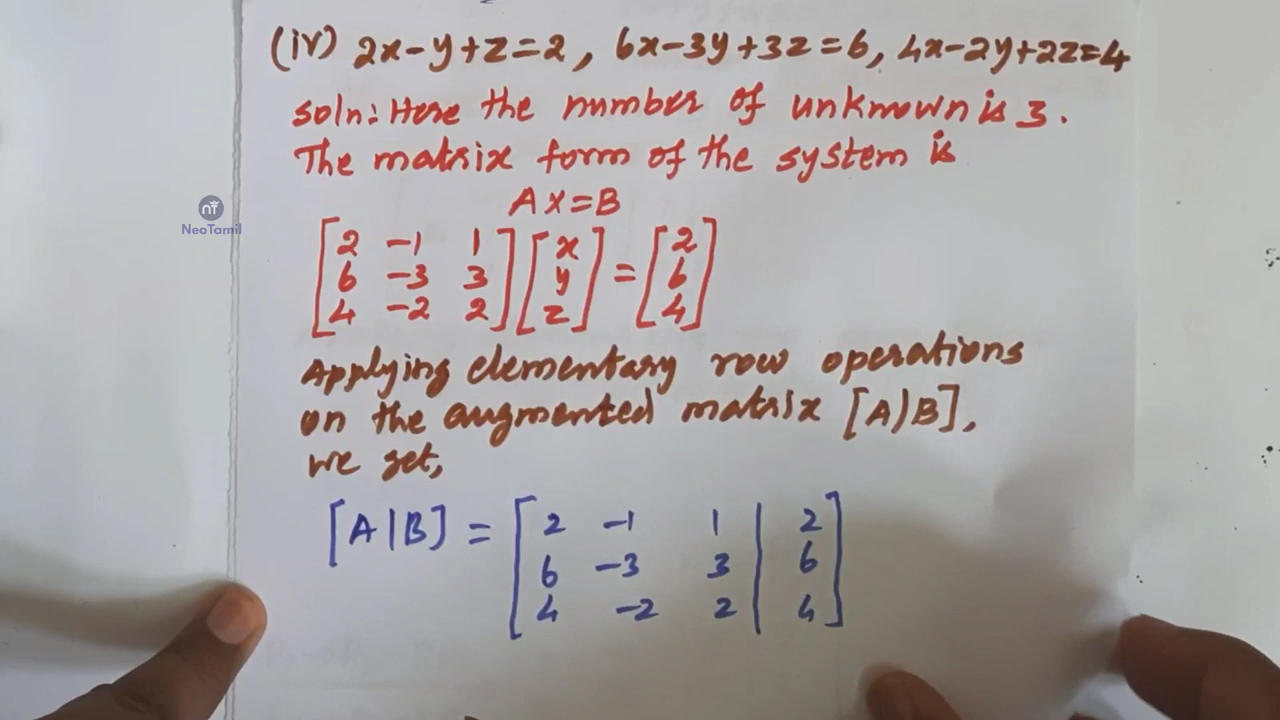 (iv) 2x-y+z=2, 6x-3y+3z=6, 4x-2y+2z=4
soln: Here the number of unknown is 3.
The matrix form of the system is
AX=B
[2 -1 1] [x] = [2]
[6 -3 3] [y] [6]
[4 -2 2] [z] [4]
Applying elementary row operations
on the augmented matrix [A|B],
we get,
[A|B] = [2 -1 1 | 2]
[6 -3 3 | 6]
[4 -2 2 | 4]
NT
NeoTamil